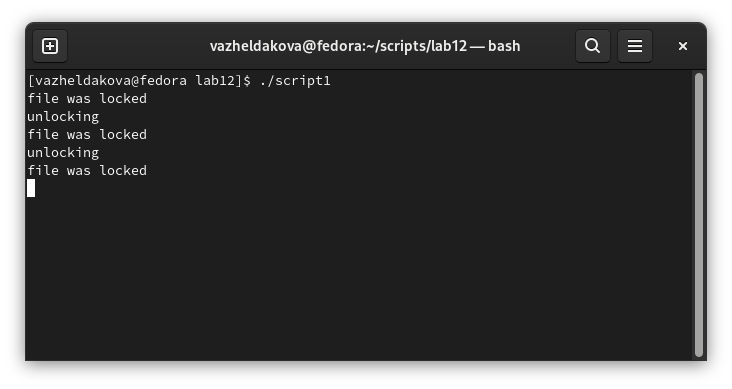 vazheldakova@fedora:~/scripts/lab12 — bash
[vazheldakova@fedora lab12]$ ./script1
file was locked
unlocking
file was locked
unlocking
file was locked